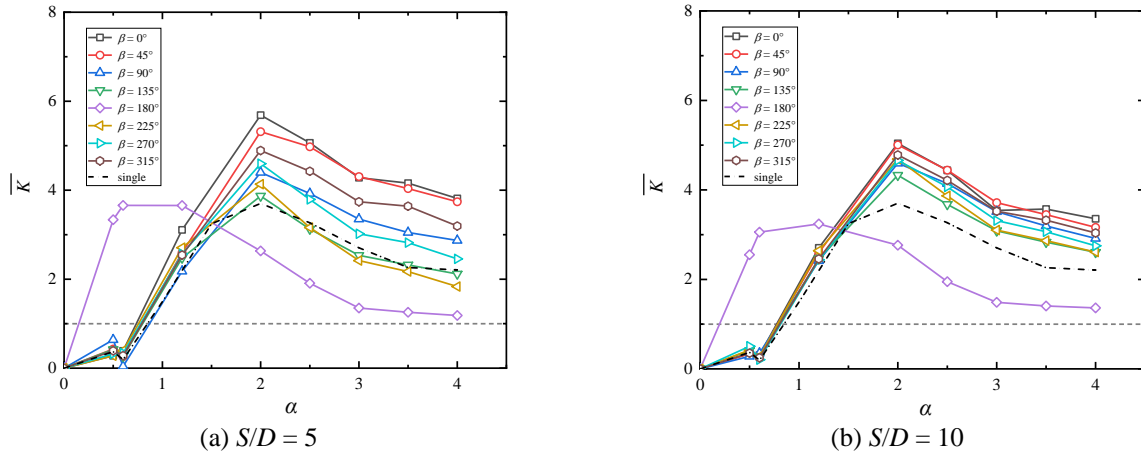 8
6
4
2
0
K
β = 0°
β = 45°
β = 90°
β = 135°
β = 180°
β = 225°
β = 270°
β = 315°
single
0 1 2 3 4
α
(a) S/D = 5
8
6
4
2
0
K
β = 0°
β = 45°
β = 90°
β = 135°
β = 180°
β = 225°
β = 270°
β = 315°
single
0 1 2 3 4
α
(b) S/D = 10